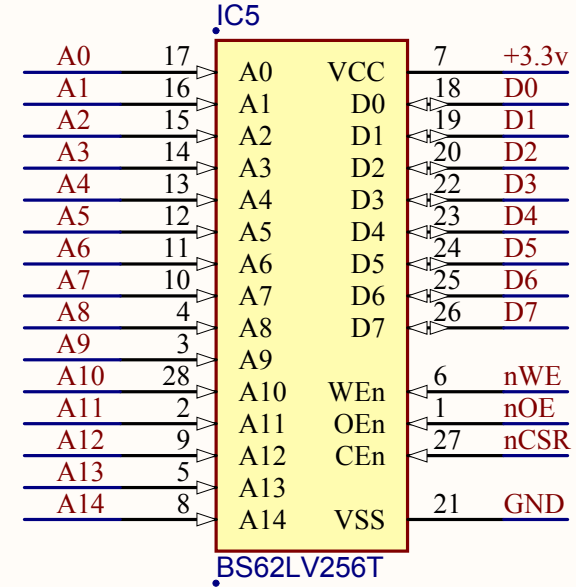 IC5
A0 17 A0 VCC 7 +3.3v
A1 16 A1 D0 18 D0
A2 15 A2 D1 19 D1
A3 14 A3 D2 20 D2
A4 13 A4 D3 22 D3
A5 12 A5 D4 23 D4
A6 11 A6 D5 24 D5
A7 10 A7 D6 25 D6
A8 4 A8 D7 26 D7
A9 3 A9
A10 28 A10 WEn 6 nWE
A11 2 A11 OEn 1 nOE
A12 9 A12 CEn 27 nCSR
A13 5 A13
A14 8 A14 VSS 21 GND
BS62LV256T